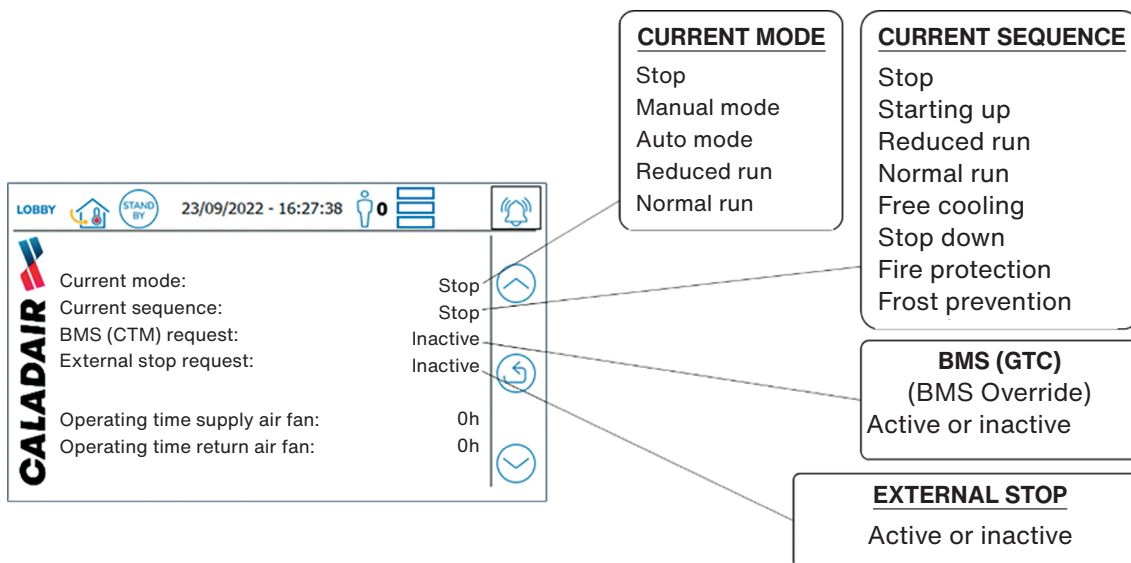 CURRENT MODE
Stop
Manual mode
Auto mode
Reduced run
Normal run
CURRENT SEQUENCE
Stop
Starting up
Reduced run
Normal run
Free cooling
Stop down
Fire protection
Frost prevention
LOBBY STAND BY 23/09/2022 - 16:27:38 0
CALADAIR
Current mode: Stop
Current sequence: Stop
BMS (CTM) request: Inactive
External stop request: Inactive
Operating time supply air fan: 0h
Operating time return air fan: 0h
BMS (GTC)
(BMS Override)
Active or inactive
EXTERNAL STOP
Active or inactive